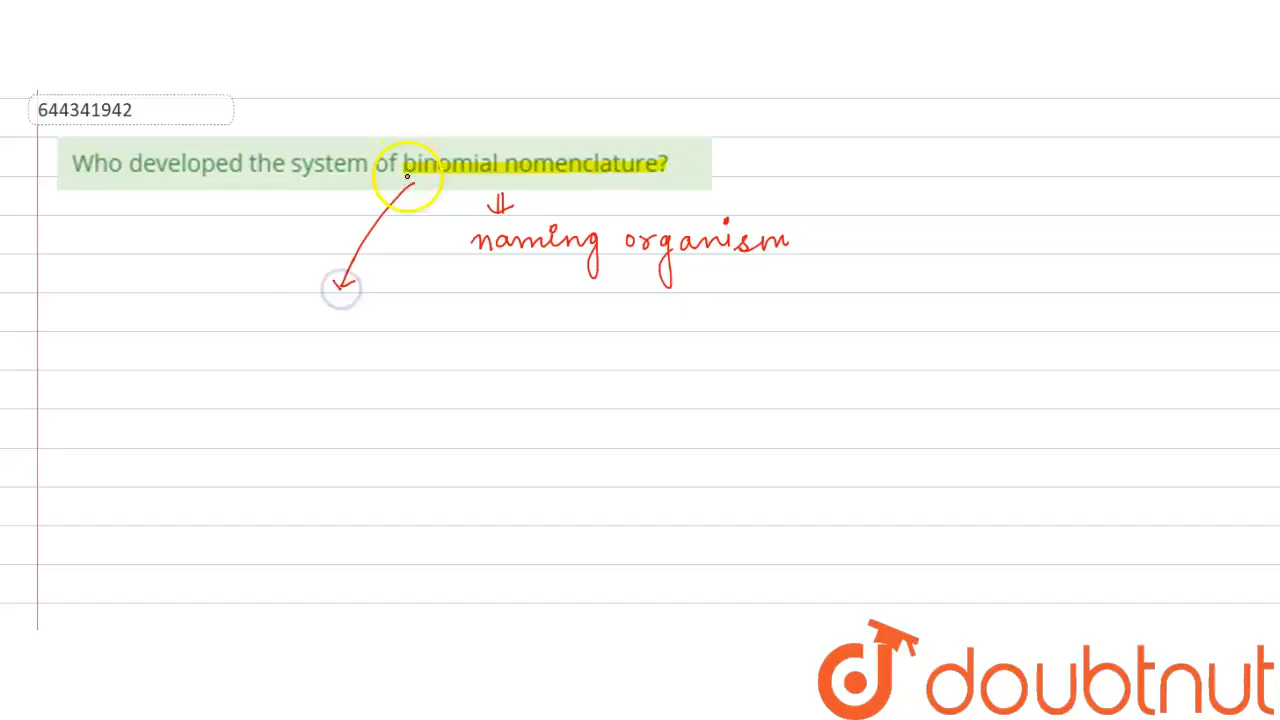 644341942
Who developed the system of binomial nomenclature?
naming organism
doubtnut